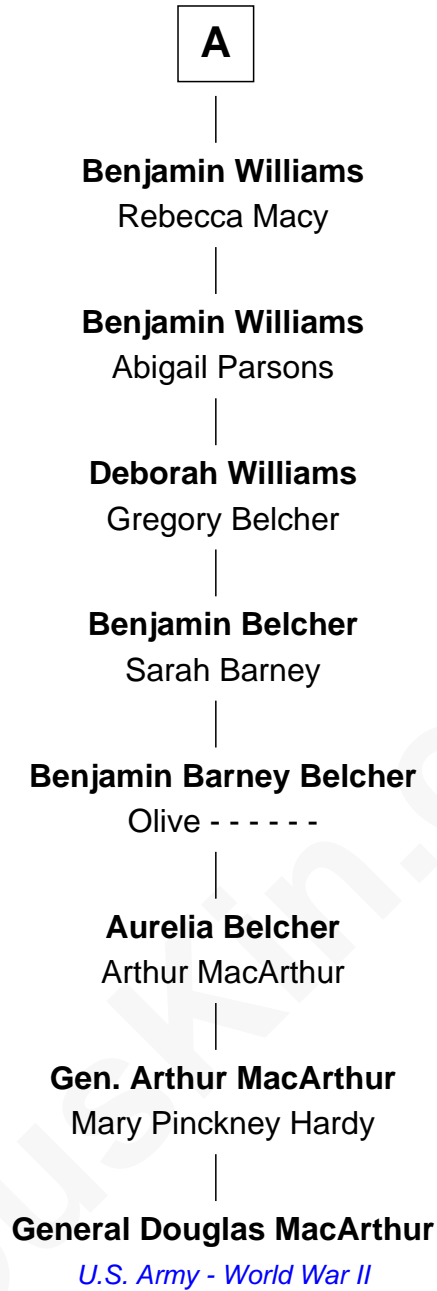 A
Benjamin Williams
Rebecca Macy
Benjamin Williams
Abigail Parsons
Deborah Williams
Gregory Belcher
Benjamin Belcher
Sarah Barney
Benjamin Barney Belcher
Olive - - - - - -
Aurelia Belcher
Arthur MacArthur
Gen. Arthur MacArthur
Mary Pinckney Hardy
General Douglas MacArthur
U.S. Army - World War II